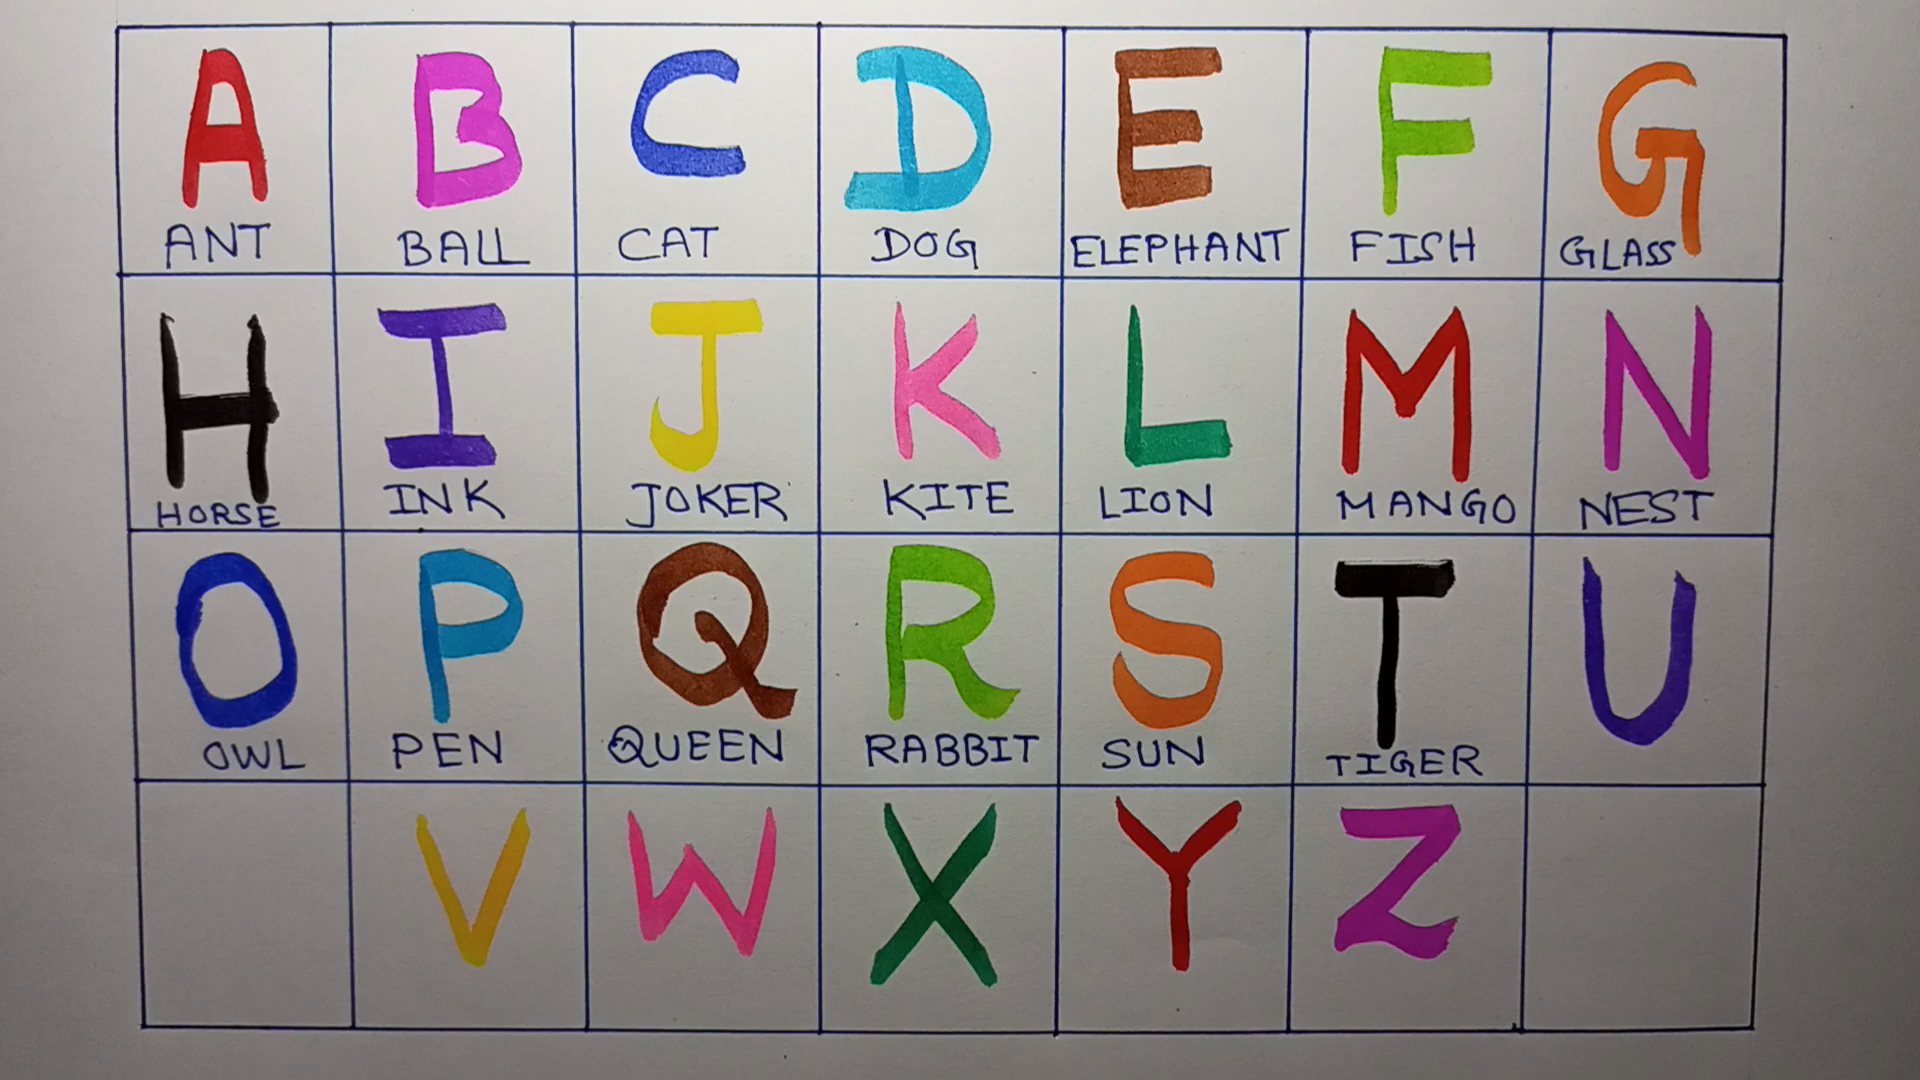 A B C D E F G
ANT BALL CAT DOG ELEPHANT FISH GLASS
H I J K L M N
HORSE INK JOKER KITE LION MANGO NEST
O P Q R S T U
OWL PEN QUEEN RABBIT SUN TIGER
V W X Y Z